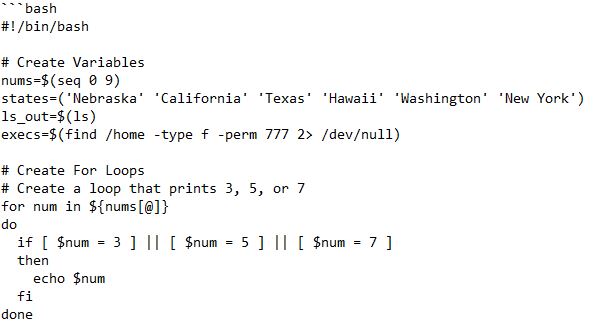 ```bash
#!/bin/bash

# Create Variables
nums=$(seq 0 9)
states=('Nebraska' 'California' 'Texas' 'Hawaii' 'Washington' 'New York')
ls_out=$(ls)
execs=$(find /home -type f -perm 777 2> /dev/null)

# Create For Loops
# Create a loop that prints 3, 5, or 7
for num in ${nums[@]}
do
  if [ $num = 3 ] || [ $num = 5 ] || [ $num = 7 ]
  then
    echo $num
  fi
done